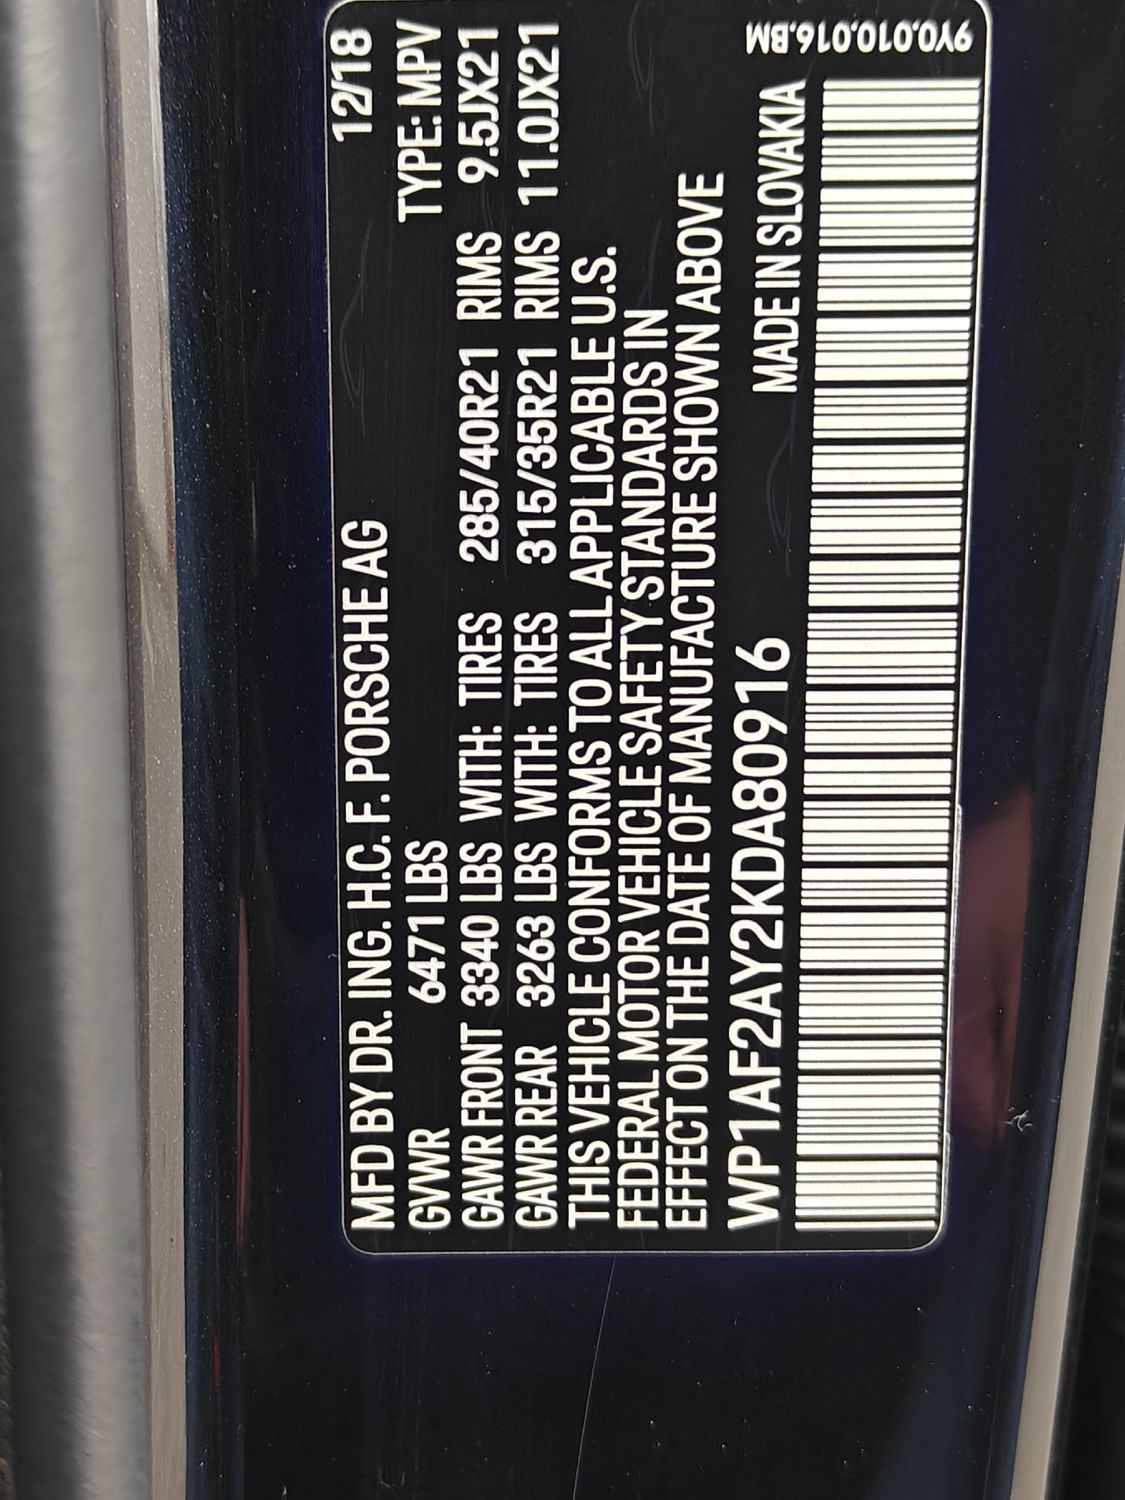 MFD BY DR. ING. H.C. F. PORSCHE AG 12/18
GVWR 6471 LBS TYPE: MPV
GAWR FRONT 3340 LBS WITH: TIRES 285/40R21 RIMS 9.5JX21
GAWR REAR 3263 LBS WITH: TIRES 315/35R21 RIMS 11.0JX21
THIS VEHICLE CONFORMS TO ALL APPLICABLE U.S.
FEDERAL MOTOR VEHICLE SAFETY STANDARDS IN
EFFECT ON THE DATE OF MANUFACTURE SHOWN ABOVE
WP1AF2AY2KDA80916 MADE IN SLOVAKIA
9Y0.010.016.BM